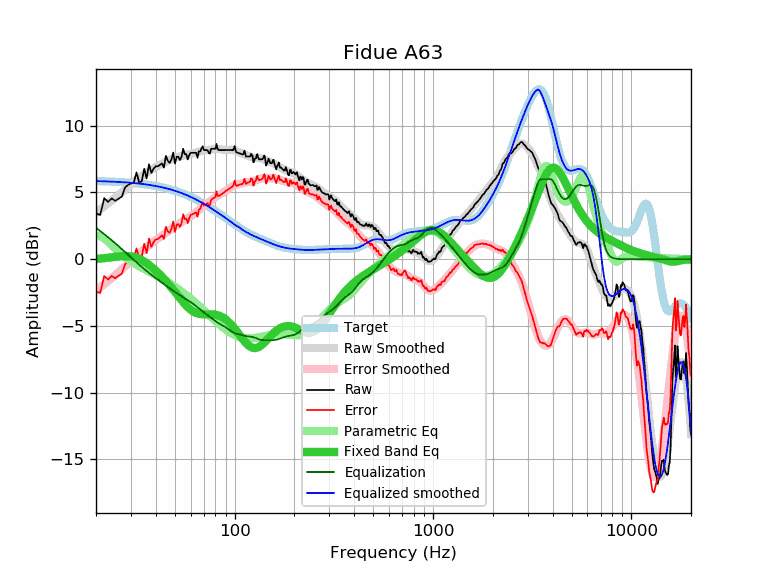 Fidue A63
Amplitude (dBr)
10
5
0
−5
−10
−15
Target
Raw Smoothed
Error Smoothed
Raw
Error
Parametric Eq
Fixed Band Eq
Equalization
Equalized smoothed
100
1000
10000
Frequency (Hz)